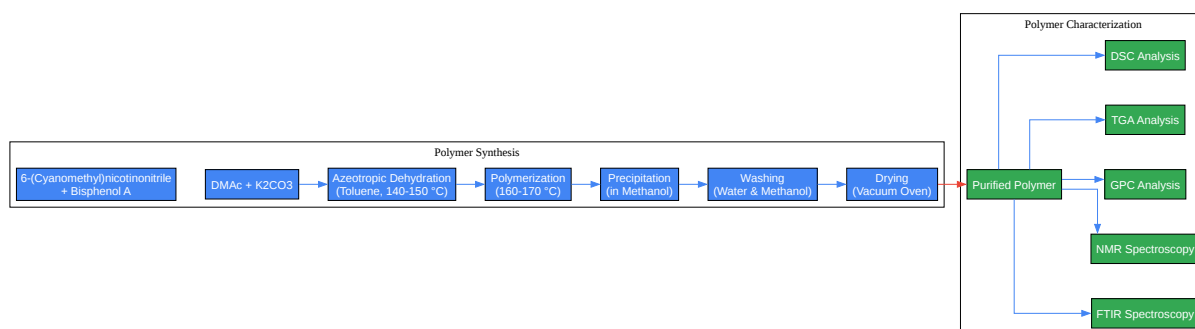 Polymer Characterization
DSC Analysis
TGA Analysis
Polymer Synthesis
6-(Cyanomethyl)nicotinonitrile
+ Bisphenol A
DMAc + K2CO3
Azeotropic Dehydration
(Toluene, 140-150 °C)
Polymerization
(160-170 °C)
Precipitation
(in Methanol)
Washing
(Water & Methanol)
Drying
(Vacuum Oven)
Purified Polymer
GPC Analysis
NMR Spectroscopy
FTIR Spectroscopy